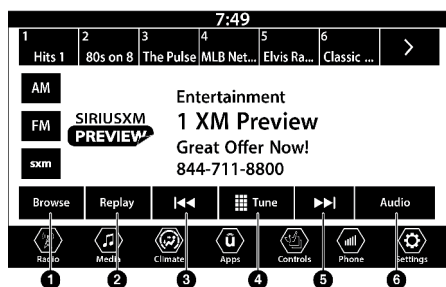 7:49
1 2 3 4 5 6
Hits 1 80s on 8 The Pulse MLB Net... Elvis Ra... Classic ...
AM
FM
sxm
SIRIUSXM
PREVIEW
Entertainment
1 XM Preview
Great Offer Now!
844-711-8800
Browse Replay Tune Audio
Radio Media Climate Apps Controls Phone Settings
1 2 3 4 5 6